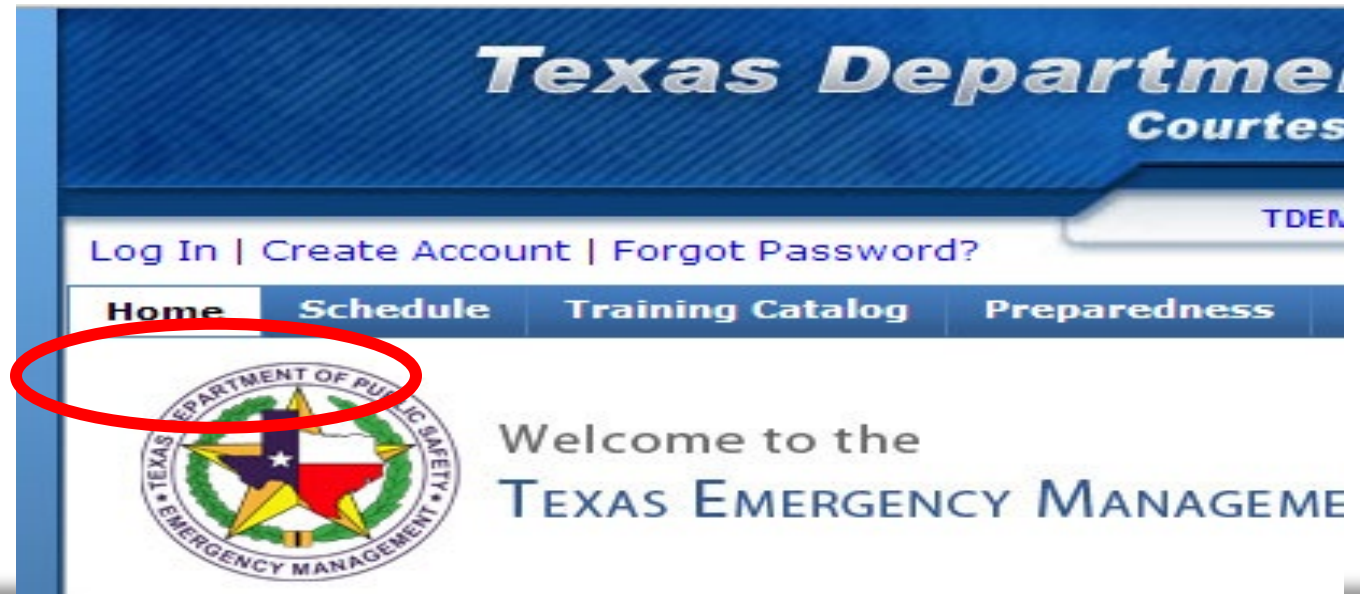 Texas Departme
Courtes
TDEM
Log In | Create Account | Forgot Password?
Home Schedule Training Catalog Preparedness
TEXAS DEPARTMENT OF PUBLIC SAFETY
EMERGENCY MANAGEMENT
Welcome to the
TEXAS EMERGENCY MANAGEME